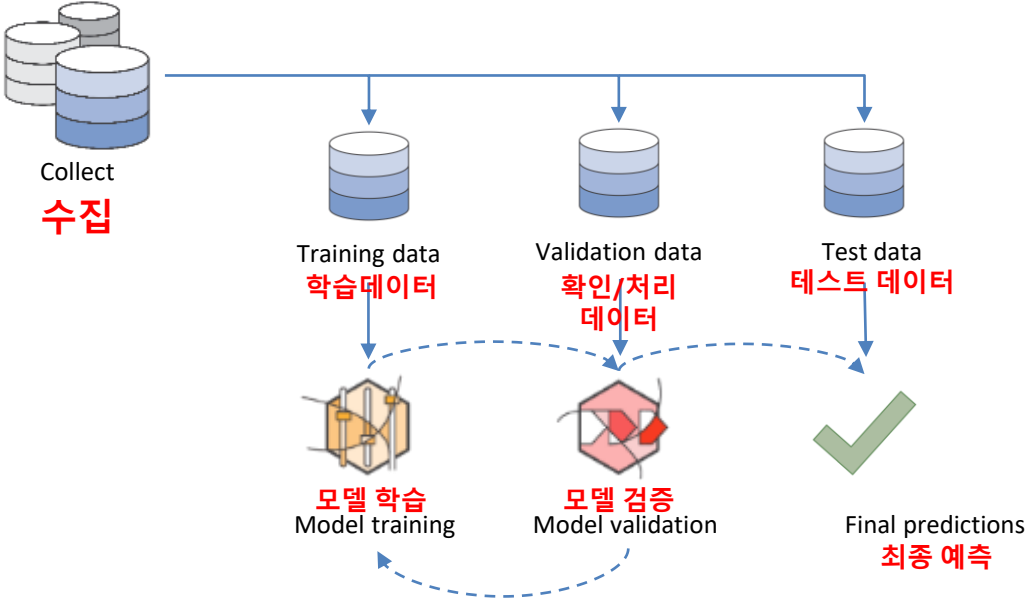 Collect
수집
Training data
학습데이터
Validation data
확인/처리
데이터
Test data
테스트 데이터
모델 학습
Model training
모델 검증
Model validation
Final predictions
최종 예측